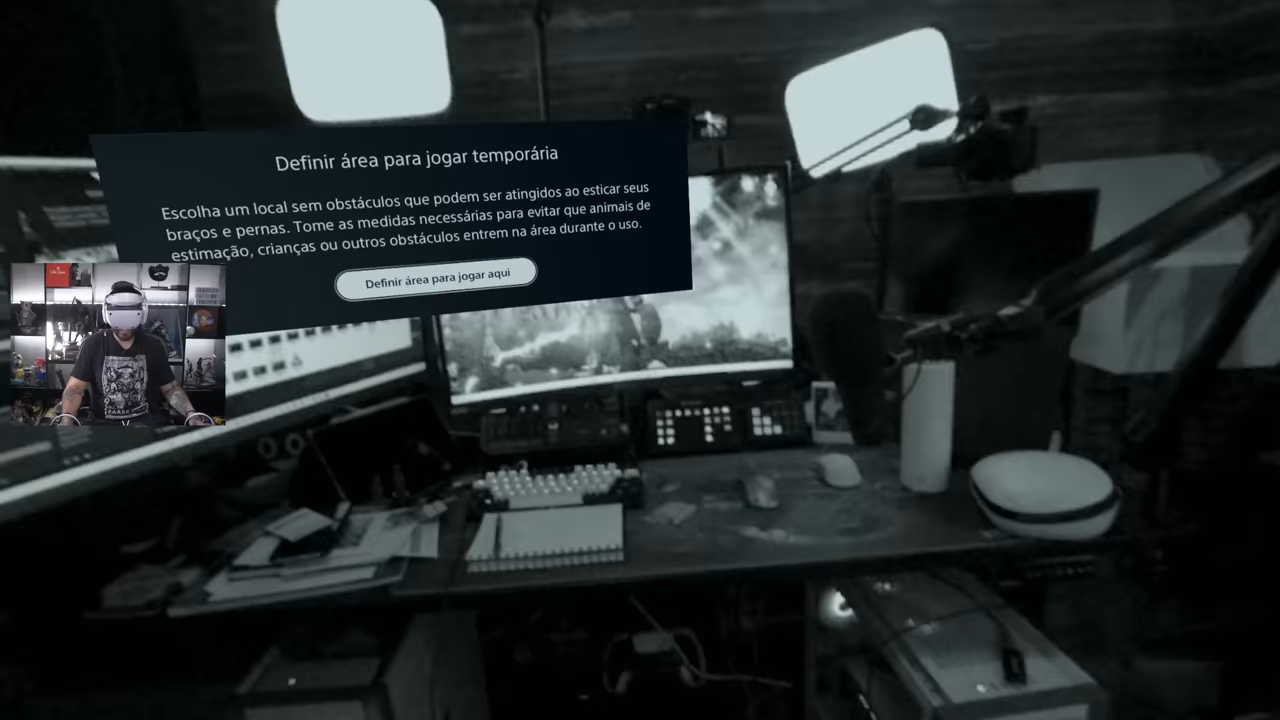 Definir área para jogar temporária
Escolha um local sem obstáculos que podem ser atingidos ao esticar seus
braços e pernas. Tome as medidas necessárias para evitar que animais de
estimação, crianças ou outros obstáculos entrem na área durante o uso.
Definir área para jogar aqui